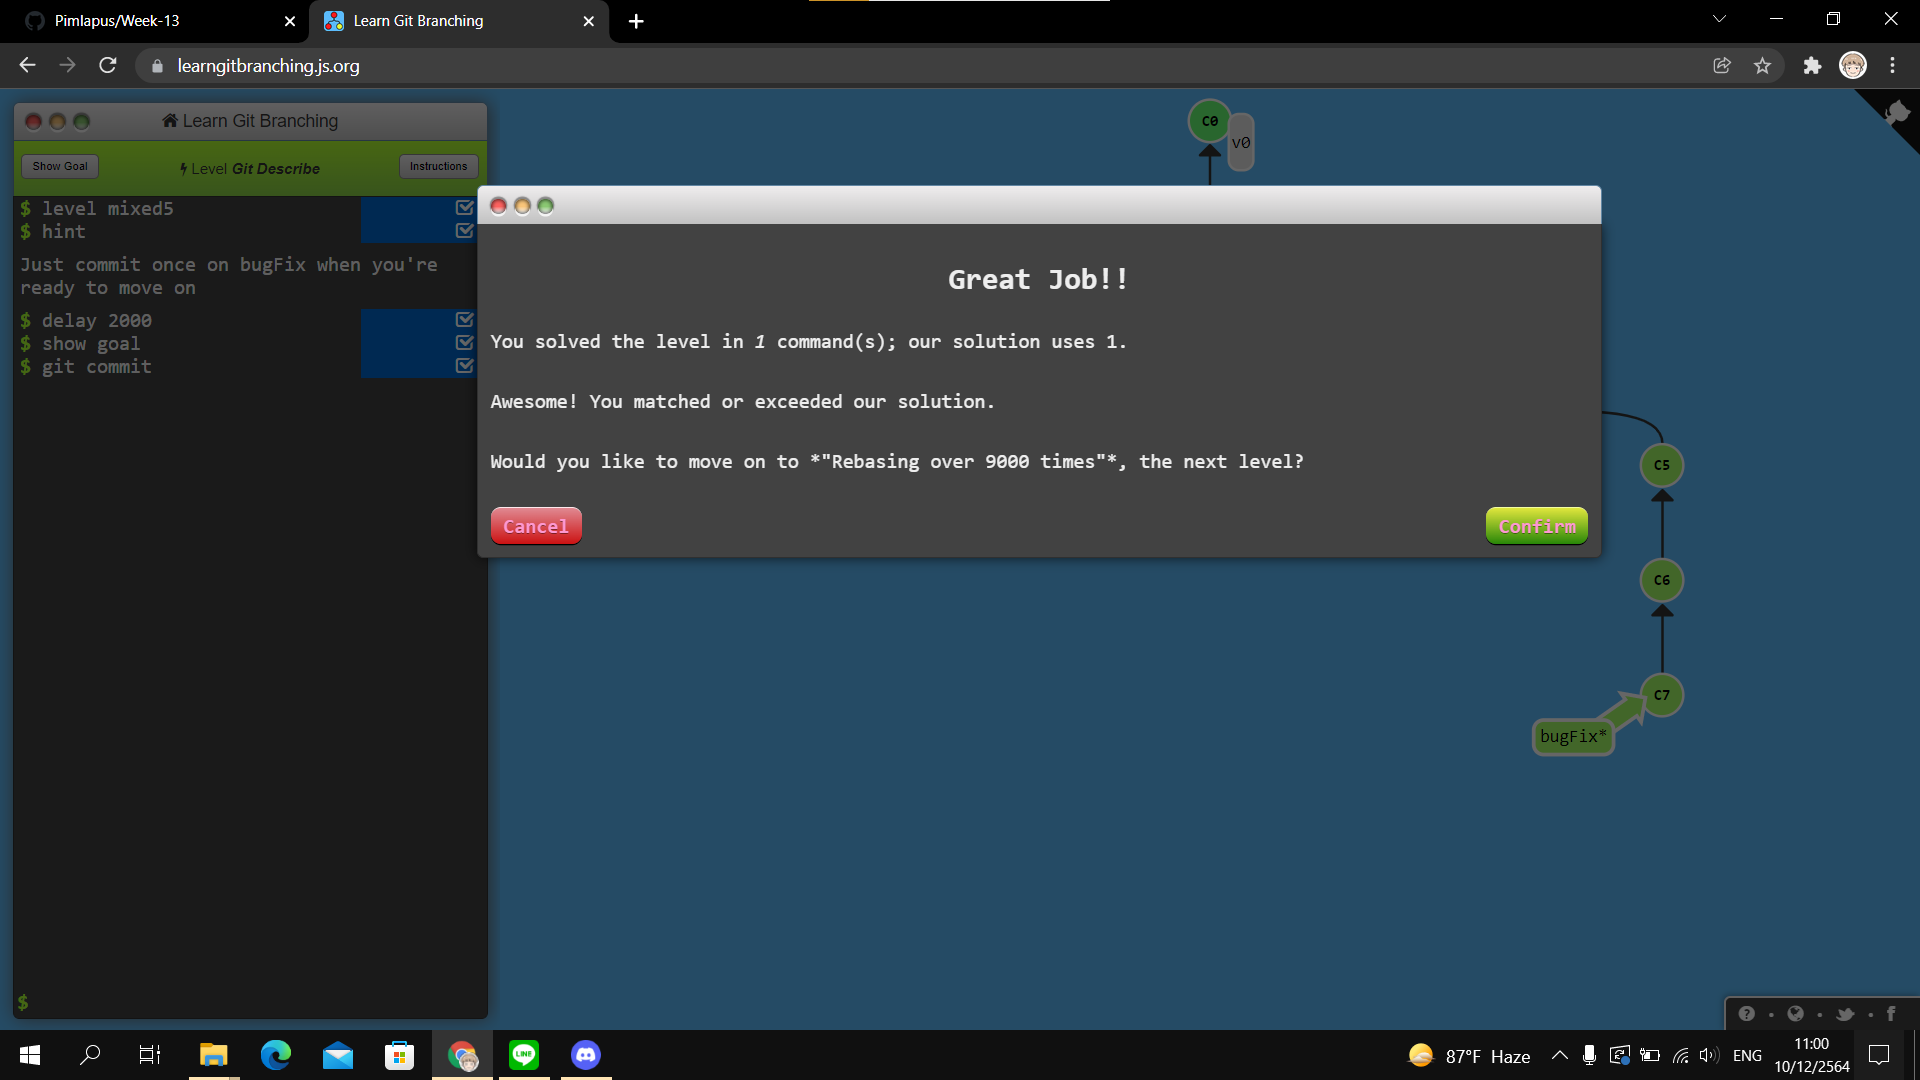 Pimlapus/Week-13
Learn Git Branching
learngitbranching.js.org
Learn Git Branching
Show Goal
Level Git Describe
Instructions
$ level mixed5
$ hint
Just commit once on bugFix when you're
ready to move on
$ delay 2000
$ show goal
$ git commit
$
C0
v0
Great Job!!
You solved the level in 1 command(s); our solution uses 1.
Awesome! You matched or exceeded our solution.
Would you like to move on to *"Rebasing over 9000 times"*, the next level?
Cancel
Confirm
C5
C6
C7
bugFix*
LINE
87°F Haze
ENG
11:00
10/12/2564